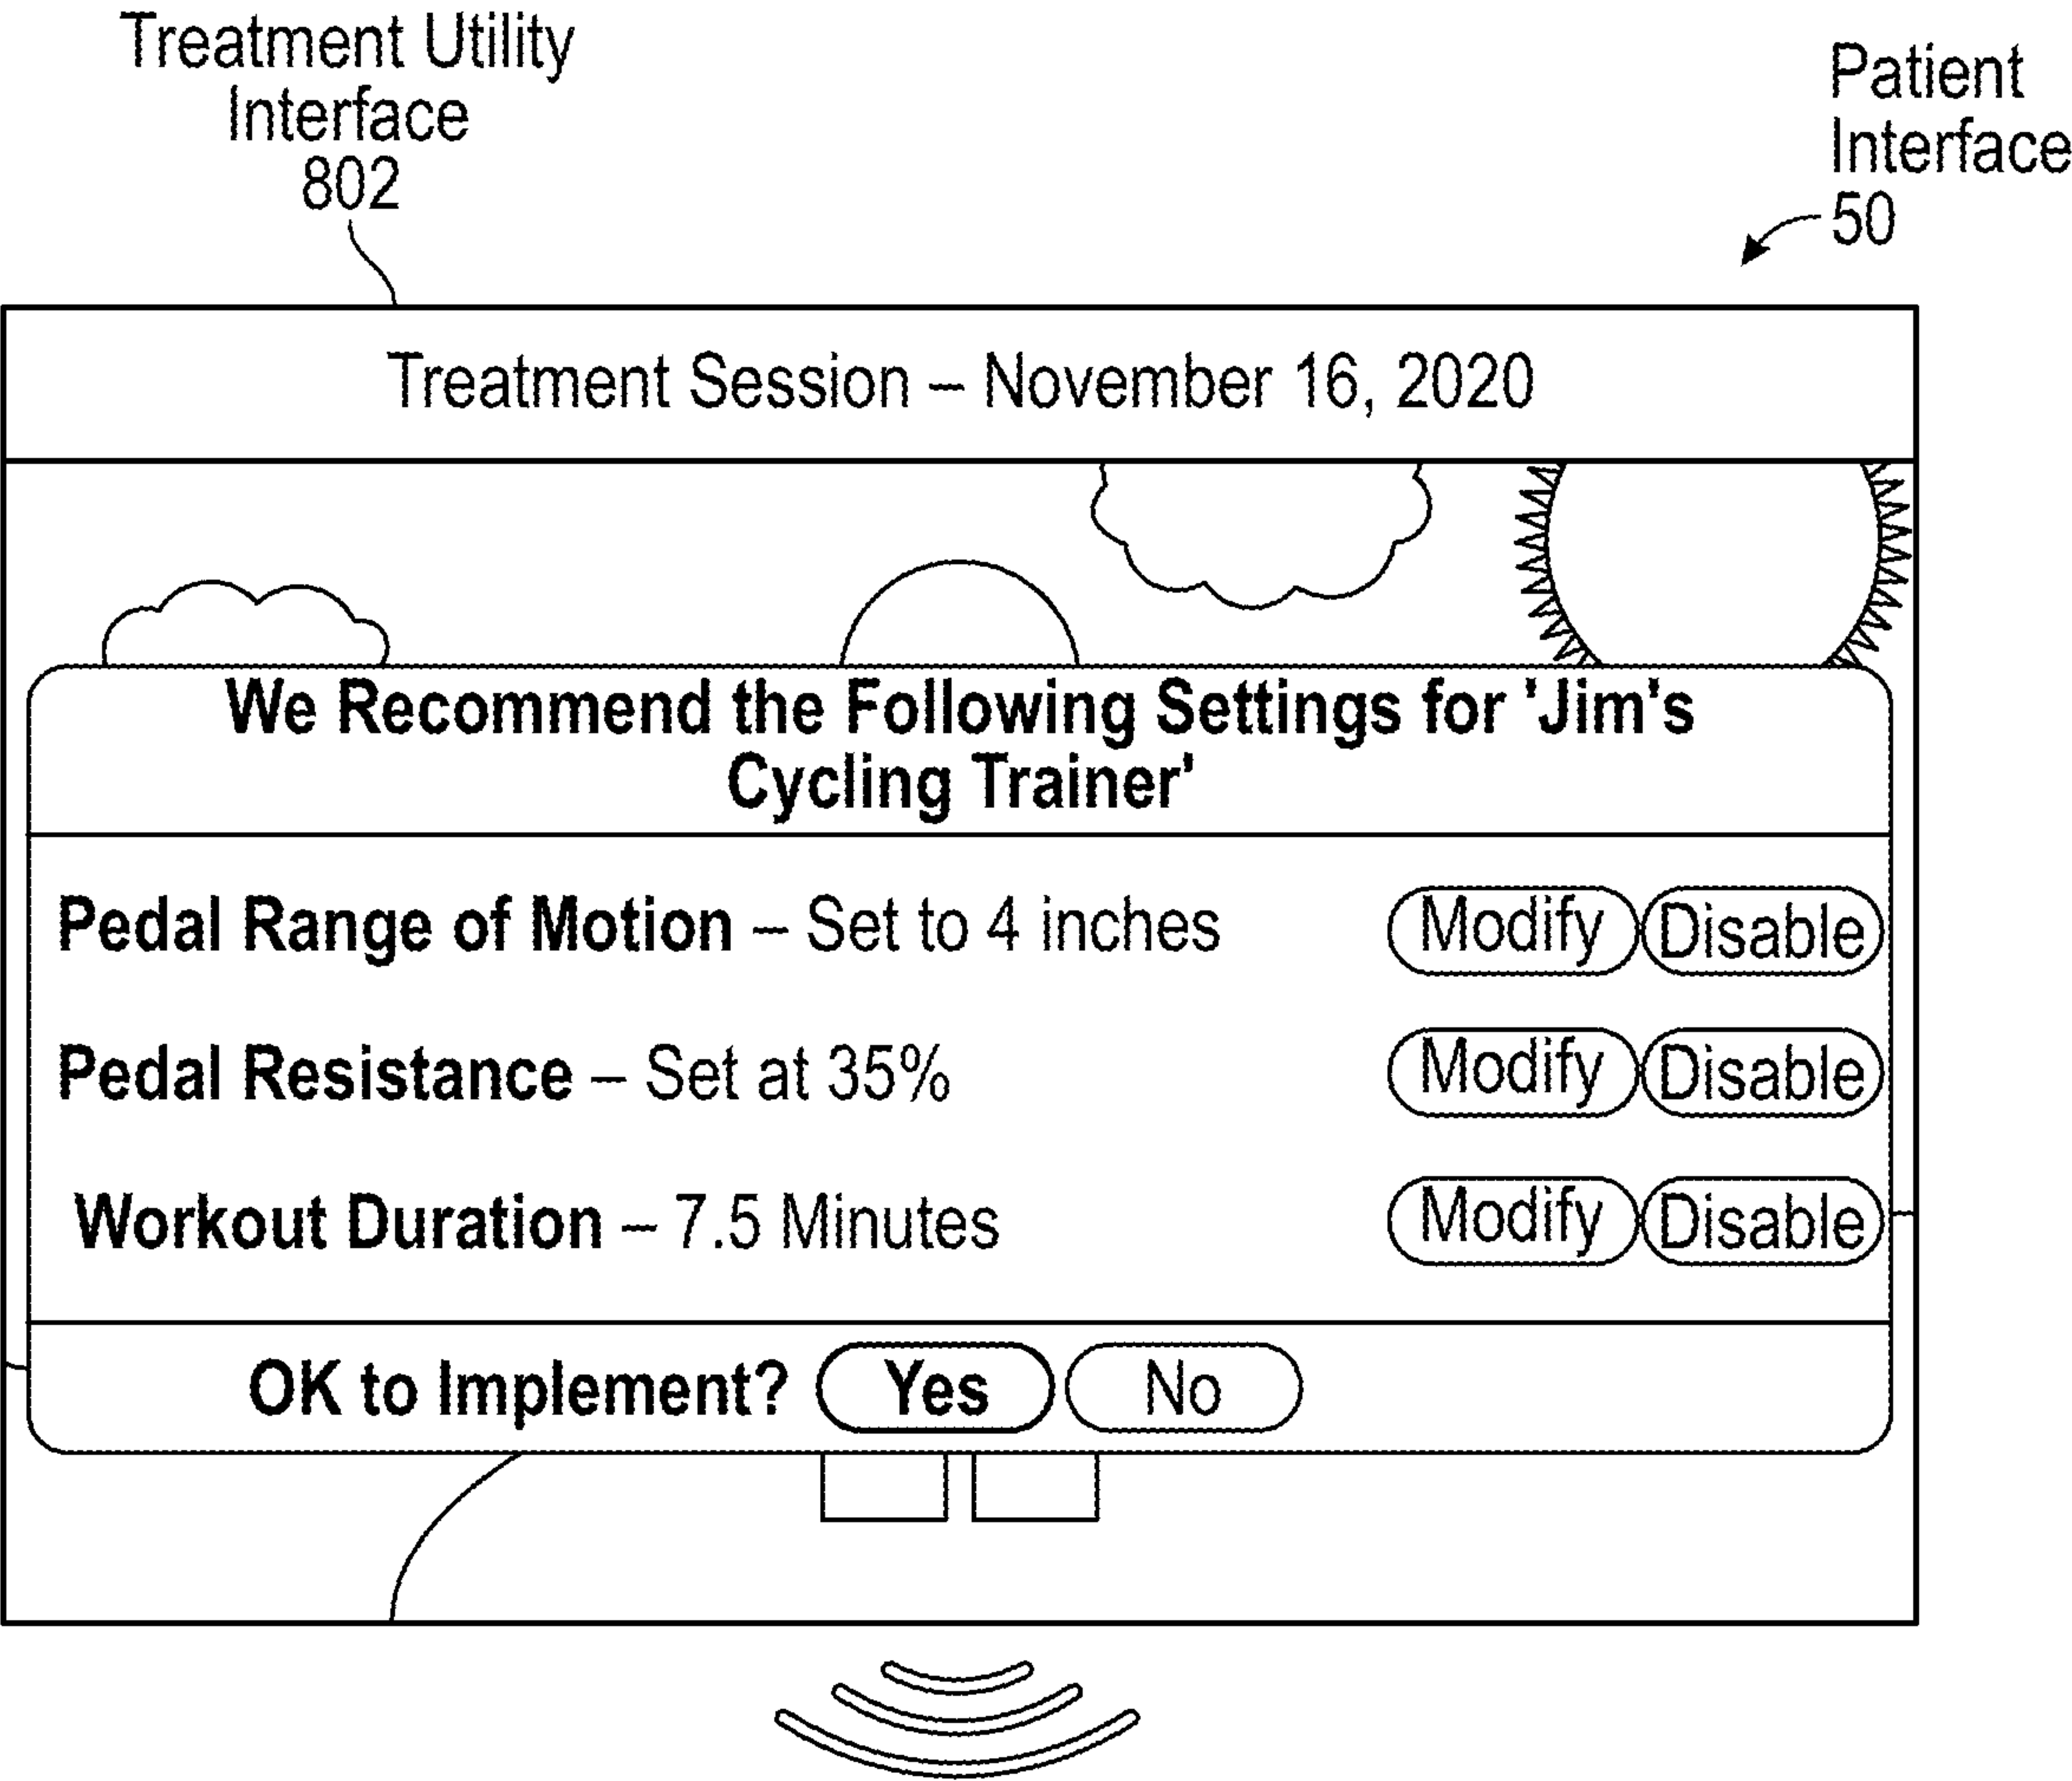 Treatment Utility
Interface
802
Patient
Interface
50
Treatment Session – November 16, 2020
We Recommend the Following Settings for 'Jim's
Cycling Trainer'
Pedal Range of Motion – Set to 4 inches Modify Disable
Pedal Resistance – Set at 35% Modify Disable
Workout Duration – 7.5 Minutes Modify Disable
OK to Implement? Yes No